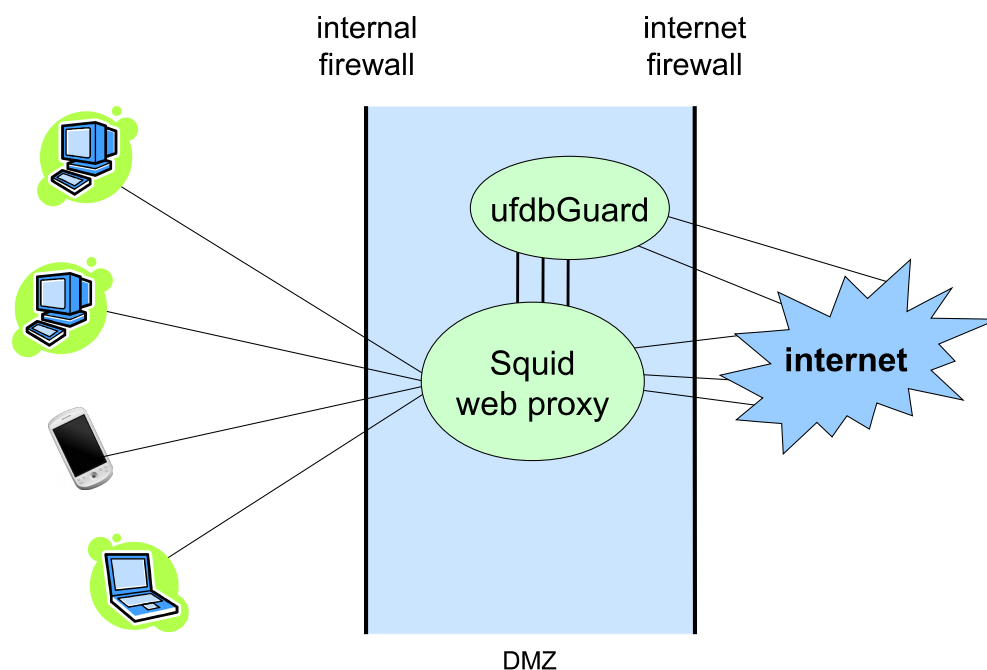 internal
firewall
internet
firewall
ufdbGuard
Squid
web proxy
internet
DMZ